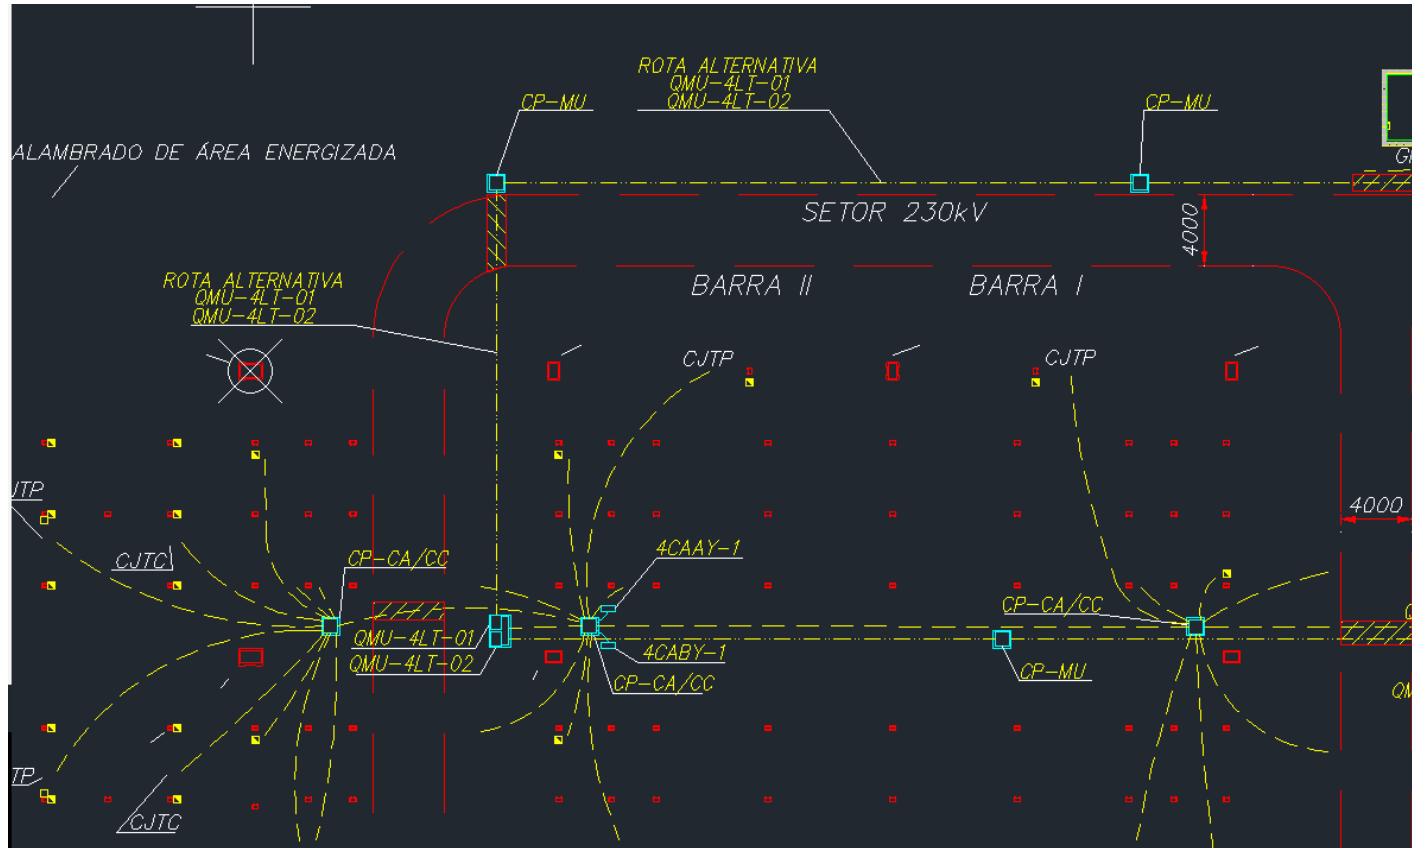 ROTA ALTERNATIVA
QMU-4LT-01
QMU-4LT-02
CP-MU
CP-MU
ALAMBRADO DE ÁREA ENERGIZADA
SETOR 230kV
4000
BARRA II
BARRA I
ROTA ALTERNATIVA
QMU-4LT-01
QMU-4LT-02
CJTP
CJTP
JTP
4000
CJTC
CP-CA/CC
4CAAY-1
CP-CA/CC
QMU-4LT-01
4CABY-1
QMU-4LT-02
CP-CA/CC
CP-MU
TP
CJTC